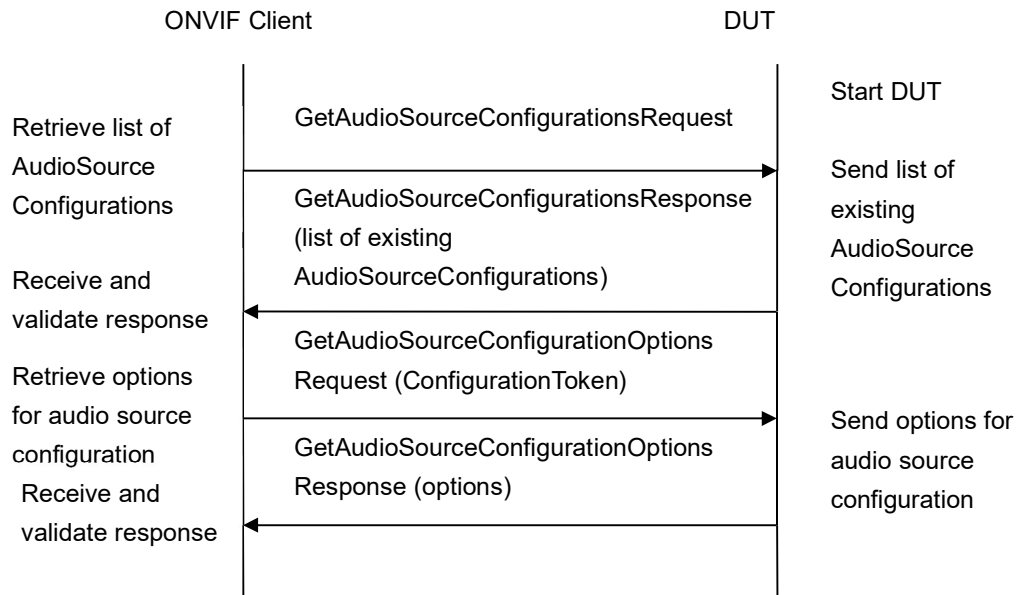 ONVIF Client
DUT
Start DUT
Retrieve list of
AudioSource
Configurations
GetAudioSourceConfigurationsRequest
Send list of
existing
AudioSource
Configurations
GetAudioSourceConfigurationsResponse
(list of existing
AudioSourceConfigurations)
Receive and
validate response
GetAudioSourceConfigurationOptions
Request (ConfigurationToken)
Retrieve options
for audio source
configuration
Send options for
audio source
configuration
GetAudioSourceConfigurationOptions
Response (options)
Receive and
validate response